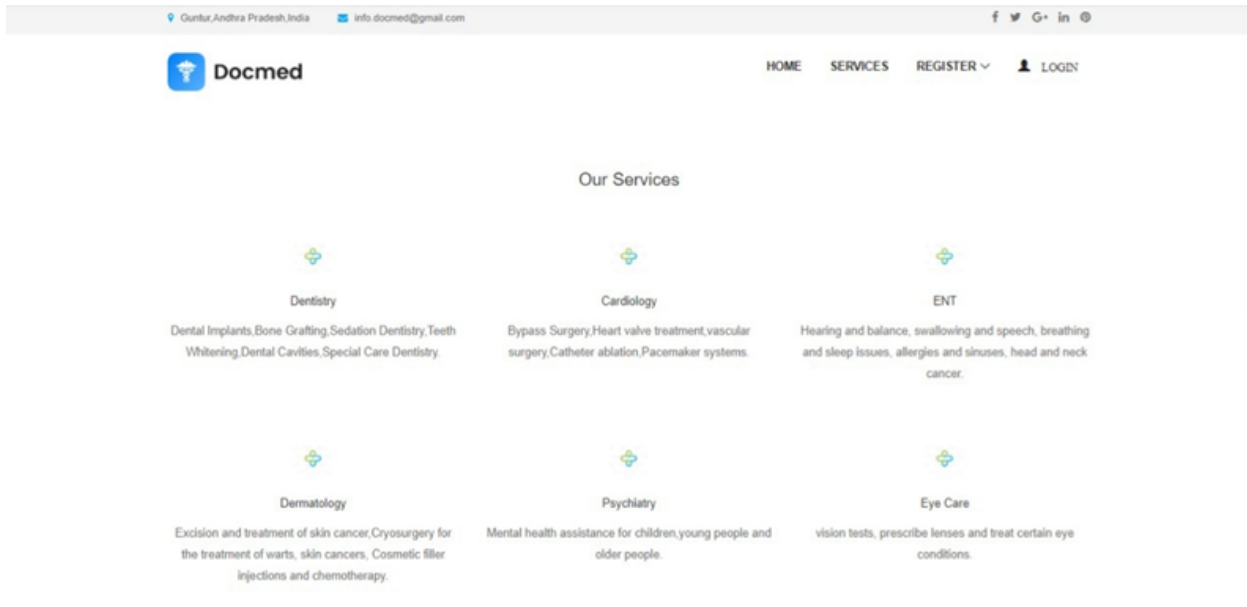 Guntur,Andhra Pradesh,India info.docmed@gmail.com
Docmed HOME SERVICES REGISTER LOGIN
Our Services
Dentistry
Dental Implants,Bone Grafting,Sedation Dentistry,Teeth
Whitening,Dental Cavities,Special Care Dentistry.
Cardiology
Bypass Surgery,Heart valve treatment,vascular
surgery,Catheter ablation,Pacemaker systems.
ENT
Hearing and balance, swallowing and speech, breathing
and sleep issues, allergies and sinuses, head and neck
cancer.
Dermatology
Excision and treatment of skin cancer,Cryosurgery for
the treatment of warts, skin cancers, Cosmetic filler
injections and chemotherapy.
Psychiatry
Mental health assistance for children,young people and
older people.
Eye Care
vision tests, prescribe lenses and treat certain eye
conditions.